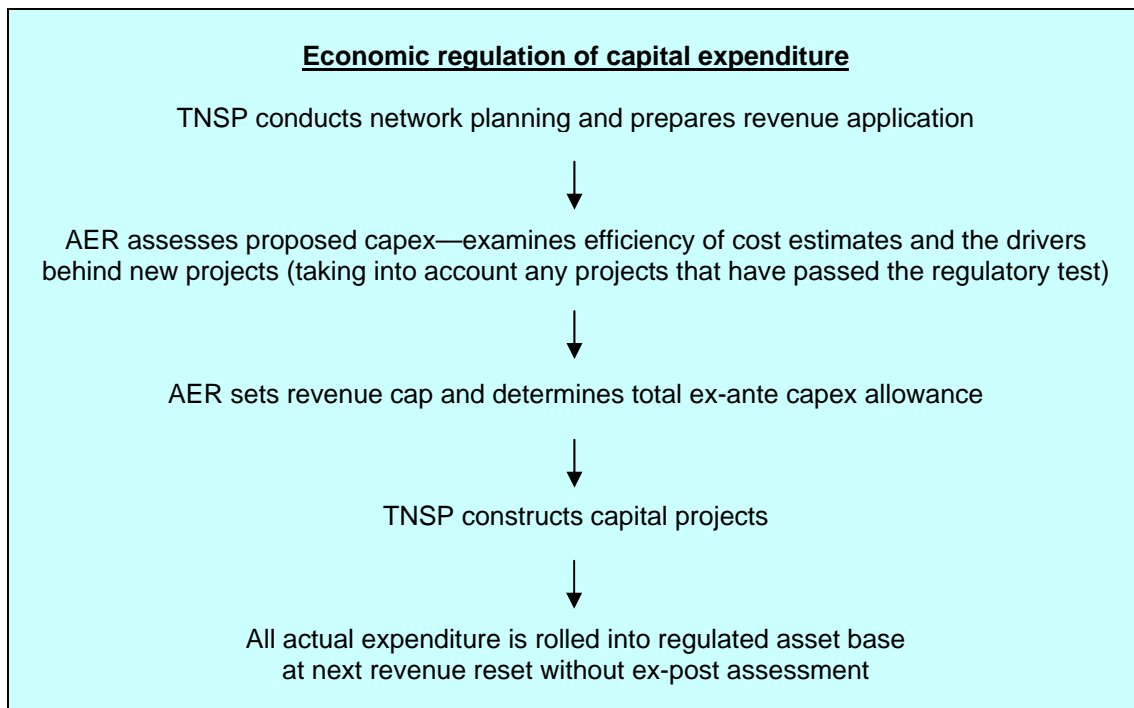 Economic regulation of capital expenditure
TNSP conducts network planning and prepares revenue application
AER assesses proposed capex—examines efficiency of cost estimates and the drivers
behind new projects (taking into account any projects that have passed the regulatory test)
AER sets revenue cap and determines total ex-ante capex allowance
TNSP constructs capital projects
All actual expenditure is rolled into regulated asset base
at next revenue reset without ex-post assessment